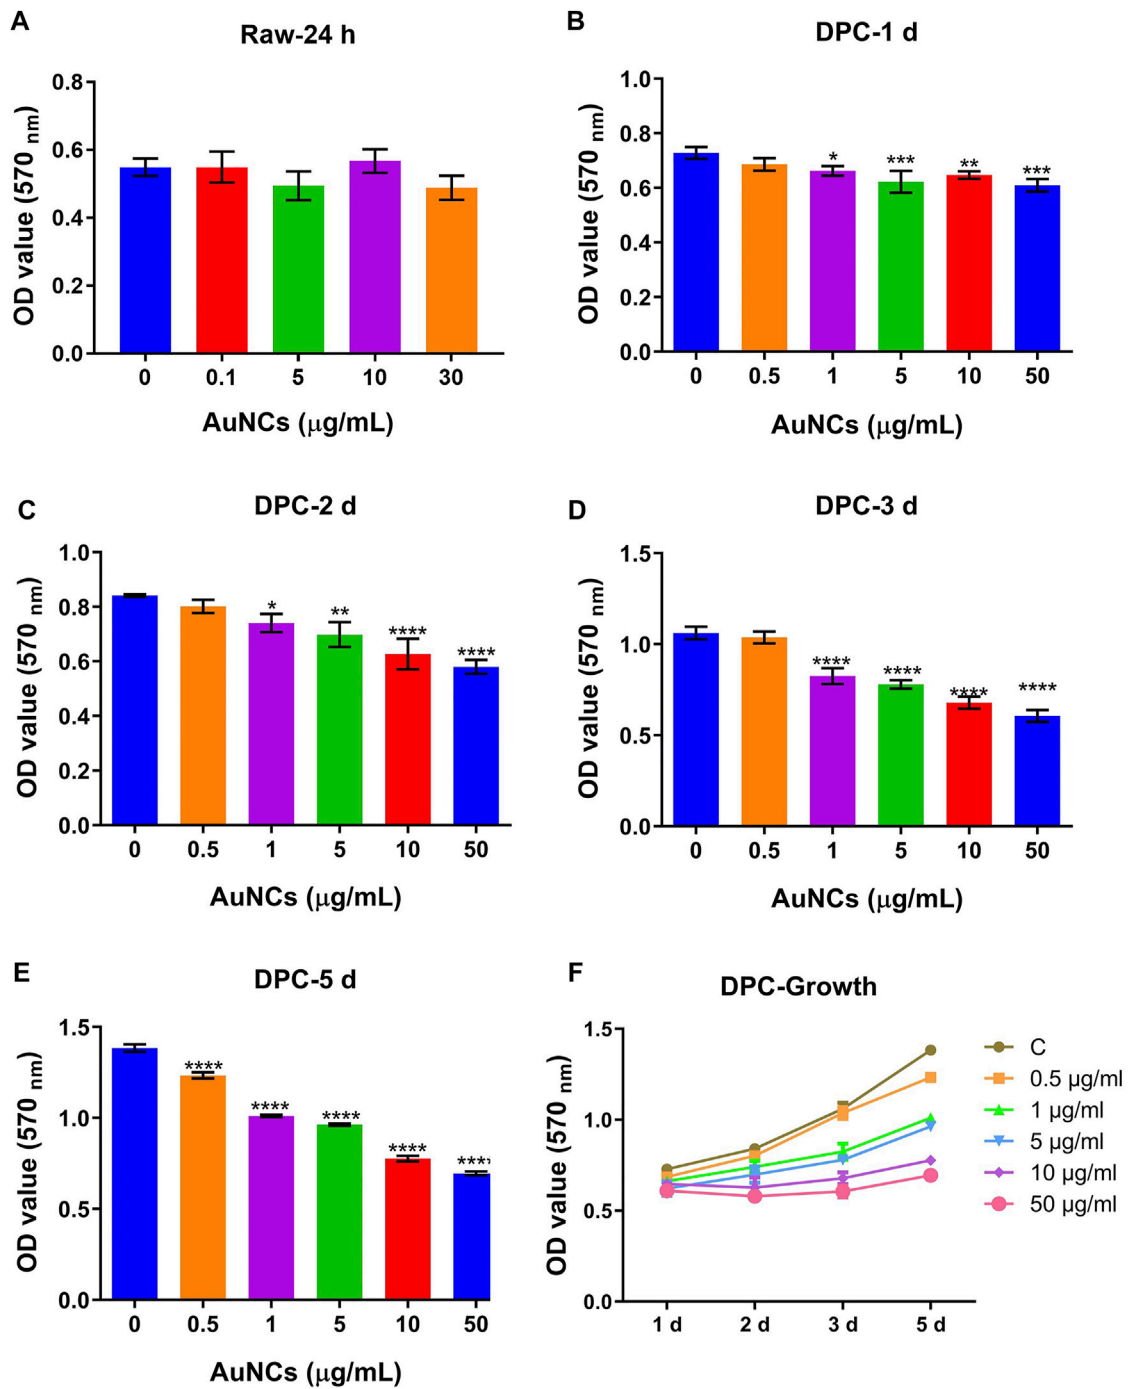 A
Raw-24 h
OD value (570 nm)
0.8
0.6
0.4
0.2
0.0
0 0.1 5 10 30
AuNCs (μg/mL)
B
DPC-1 d
OD value (570 nm)
1.0
0.8
0.6
0.4
0.2
0.0
* *** ** ***
0 0.5 1 5 10 50
AuNCs (μg/mL)
C
DPC-2 d
OD value (570 nm)
1.0
0.8
0.6
0.4
0.2
0.0
* ** **** ****
0 0.5 1 5 10 50
AuNCs (μg/mL)
D
DPC-3 d
OD value (570 nm)
1.5
1.0
0.5
0.0
**** **** **** ****
0 0.5 1 5 10 50
AuNCs (μg/mL)
E
DPC-5 d
OD value (570 nm)
1.5
1.0
0.5
0.0
**** **** **** **** ****
0 0.5 1 5 10 50
AuNCs (μg/mL)
F
DPC-Growth
OD value (570 nm)
1.5
1.0
0.5
0.0
1 d 2 d 3 d 5 d
C
0.5 μg/ml
1 μg/ml
5 μg/ml
10 μg/ml
50 μg/ml